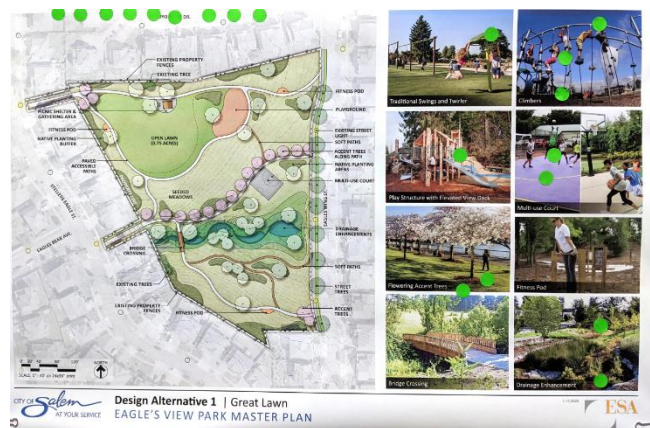 DR.
EXISTING PROPERTY
FENCES
EXISTING TREE
PICNIC SHELTER &
GATHERING AREA
FITNESS POD
NATIVE PLANTING
BUFFER
PAVED
ACCESSIBLE
PATHS
OPEN LAWN
(0.75 ACRES)
SEEDED
MEADOWS
FITNESS POD
PLAYGROUND
EXISTING STREET
LIGHT
SOFT PATHS
ACCENT TREES
ALONG PATH
NATIVE PLANTING
AREAS
MULTI-USE COURT
DRAINAGE
ENHANCEMENTS
SOFT PATHS
STREET
TREES
ACCENT
TREES
EAGLES BEAK AVE.
BRIDGE
CROSSING
EXISTING TREES
EXISTING PROPERTY
FENCES
FITNESS POD
NORTH
Traditional Swings and Twirler
Climbers
Play Structure with Elevated View Deck
Multi-use Court
Flowering Accent Trees
Fitness Pod
Bridge Crossing
Drainage Enhancement
CITY OF Salem
AT YOUR SERVICE
Design Alternative 1 | Great Lawn
EAGLE'S VIEW PARK MASTER PLAN
ESA